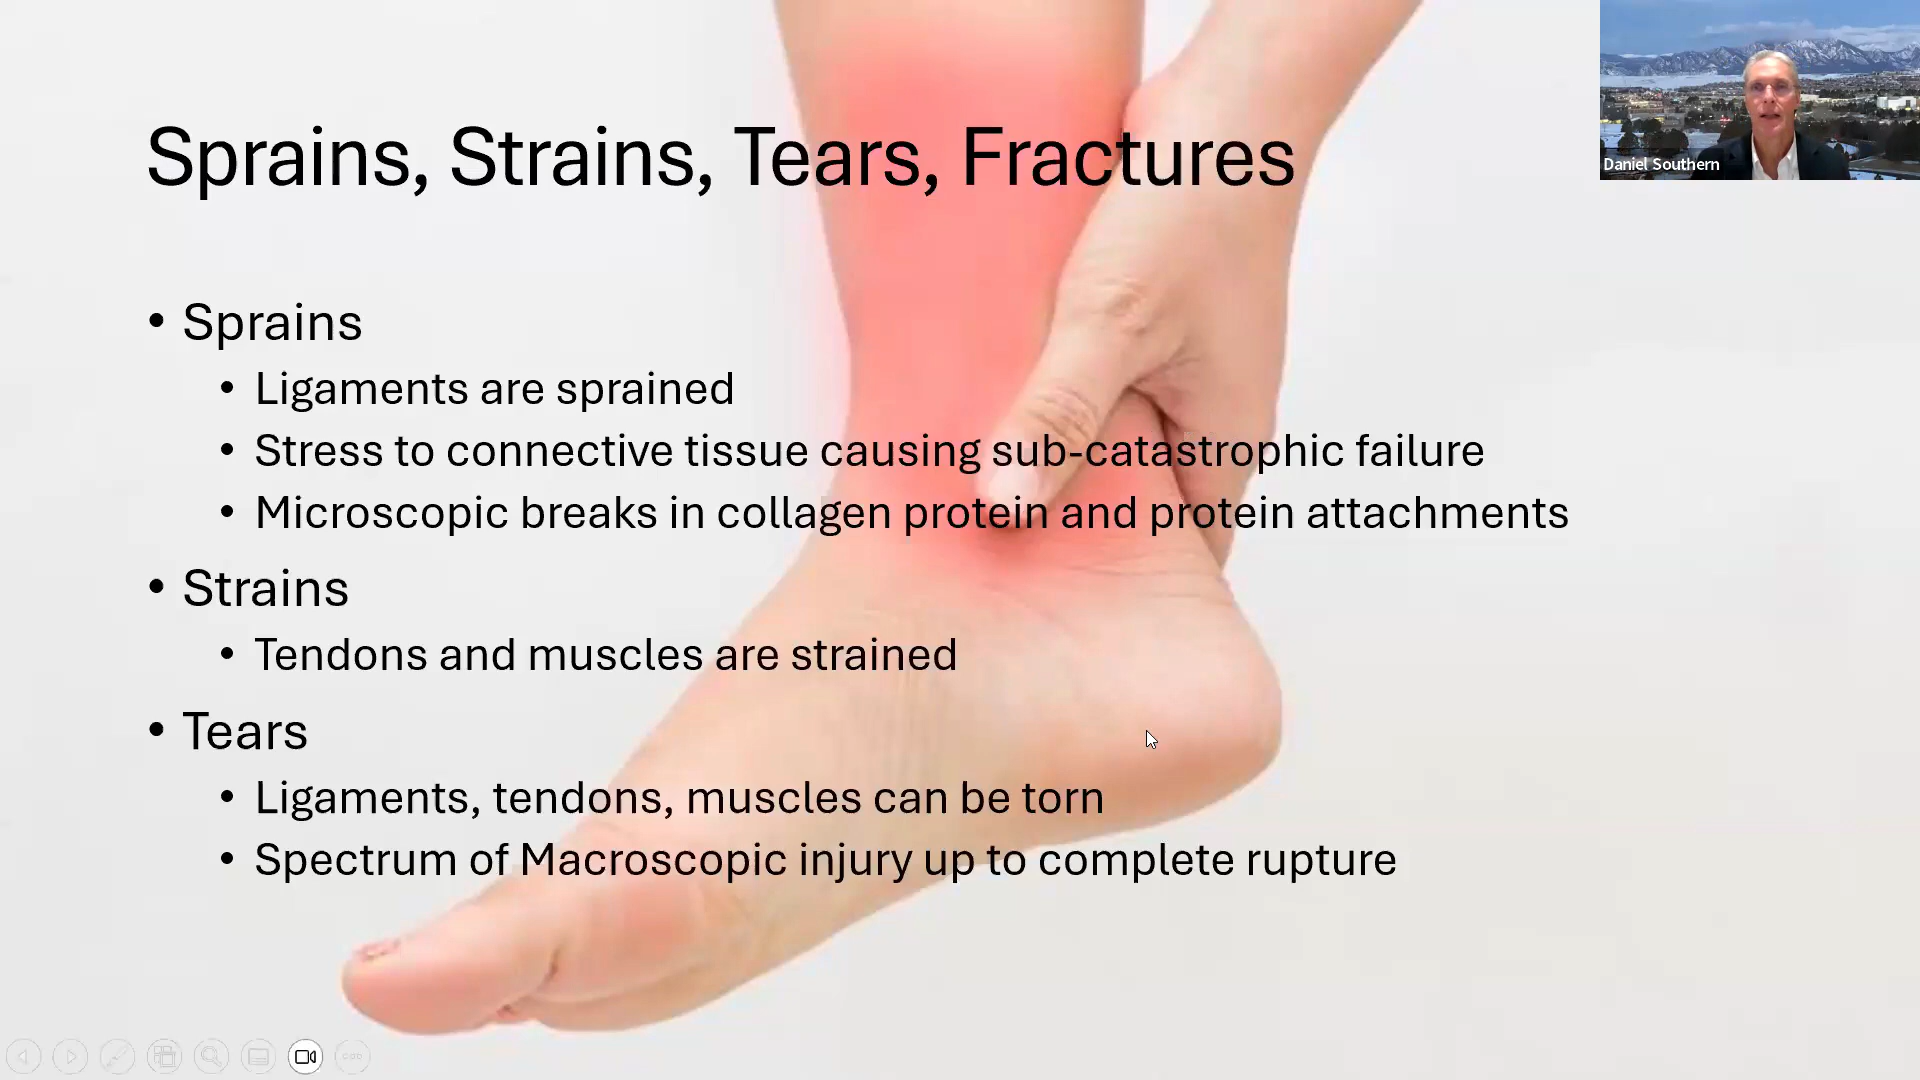 Daniel Southern
Sprains, Strains, Tears, Fractures
• Sprains
• Ligaments are sprained
• Stress to connective tissue causing sub-catastrophic failure
• Microscopic breaks in collagen protein and protein attachments
• Strains
• Tendons and muscles are strained
• Tears
• Ligaments, tendons, muscles can be torn
• Spectrum of Macroscopic injury up to complete rupture